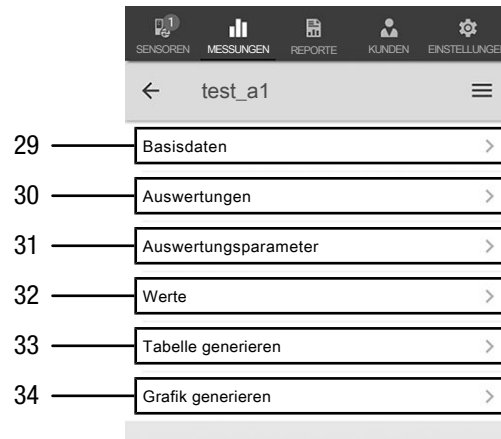 1
SENSOREN MESSUNGEN REPORTE KUNDEN EINSTELLUNGEN
test_a1
29 Basisdaten
30 Auswertungen
31 Auswertungsparameter
32 Werte
33 Tabelle generieren
34 Grafik generieren